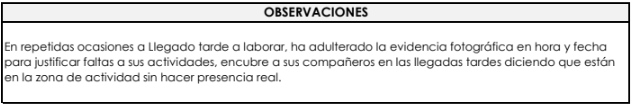 OBSERVACIONES
En repetidas ocasiones a Llegado tarde a laborar, ha adulterado la evidencia fotográfica en hora y fecha
para justificar faltas a sus actividades, encubre a sus compañeros en las llegadas tardes diciendo que están
en la zona de actividad sin hacer presencia real.